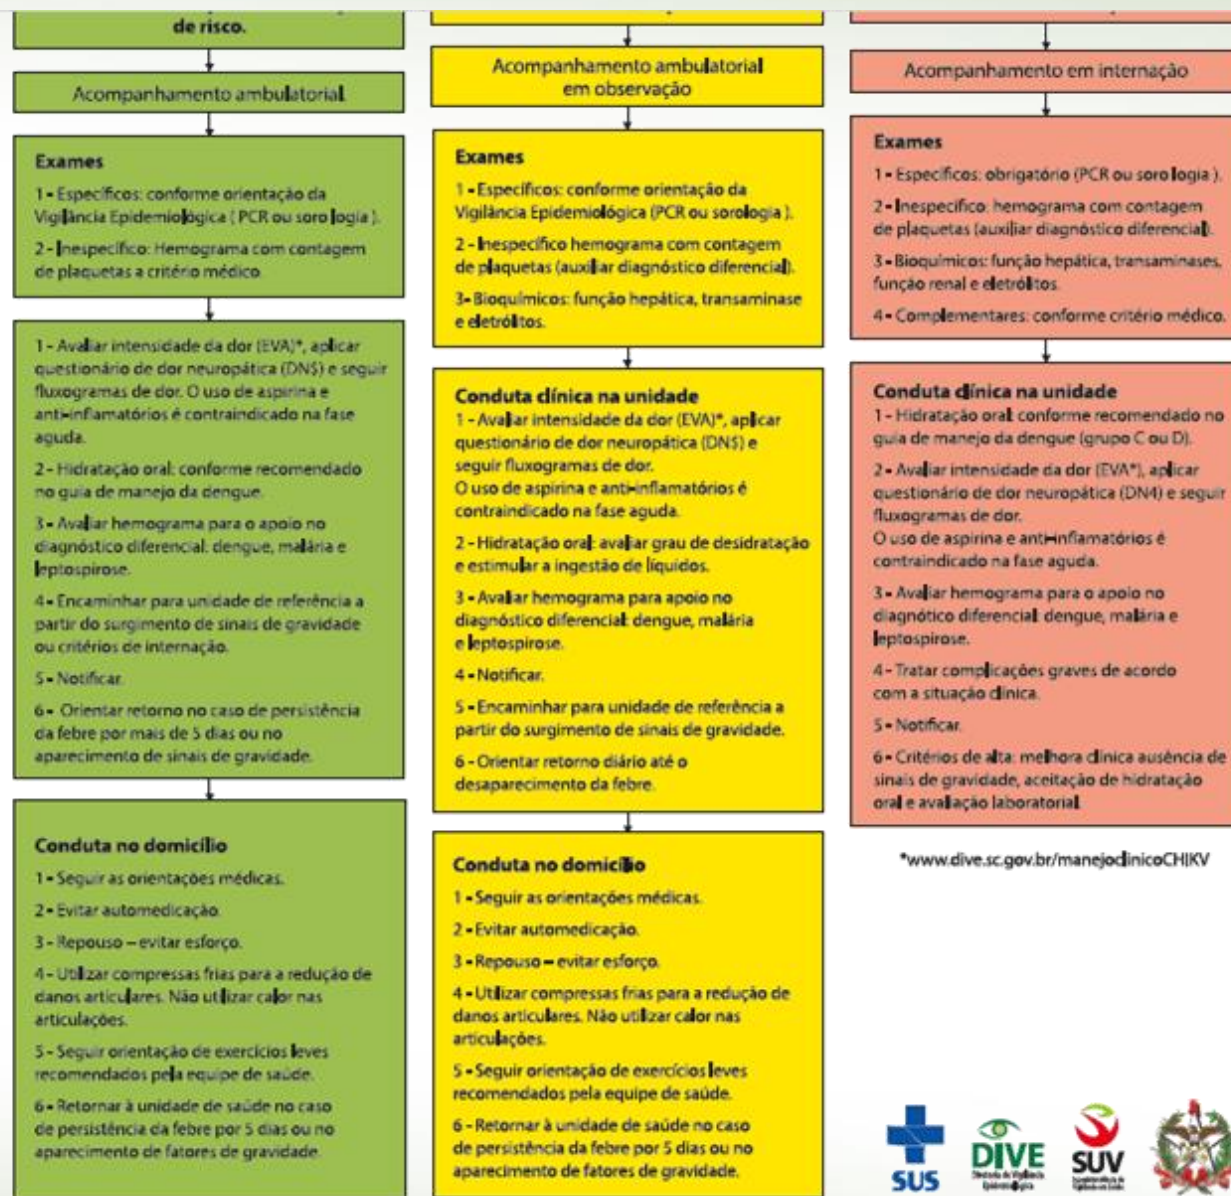 de risco.
Acompanhamento ambulatorial
Exames
1 - Específicos: conforme orientação da
Vigilância Epidemiológica ( PCR ou soro logia ).
2 - Inespecífico: Hemograma com contagem
de plaquetas a critério médico
1 - Avaliar intensidade da dor (EVA)*, aplicar
questionário de dor neuropática (DN$) e seguir
fluxogramas de dor. O uso de aspirina e
anti-inflamatórios é contraindicado na fase
aguda.
2 - Hidratação oral: conforme recomendado
no guia de manejo da dengue.
3 - Avaliar hemograma para o apoio no
diagnóstico diferencial: dengue, malária e
leptospirose.
4 - Encaminhar para unidade de referência a
partir do surgimento de sinais de gravidade
ou critérios de internação.
5 - Notificar.
6 - Orientar retorno no caso de persistência
da febre por mais de 5 dias ou no
aparecimento de sinais de gravidade.
Conduta no domicílio
1 - Seguir as orientações médicas.
2 - Evitar automedicação.
3 - Repouso – evitar esforço.
4 - Utilizar compressas frias para a redução de
danos articulares. Não utilizar calor nas
articulações.
5 - Seguir orientação de exercícios leves
recomendados pela equipe de saúde.
6 - Retornar à unidade de saúde no caso
de persistência da febre por 5 dias ou no
aparecimento de fatores de gravidade.
Acompanhamento ambulatorial
em observação
Exames
1 - Específicos: conforme orientação da
Vigilância Epidemiológica (PCR ou sorologia ).
2 - Inespecífico hemograma com contagem
de plaquetas (auxiliar diagnóstico diferencial).
3- Bioquímicos: função hepática, transaminase
e eletrólitos.
Conduta clínica na unidade
1 - Avaliar intensidade da dor (EVA)*, aplicar
questionário de dor neuropática (DN$) e
seguir fluxogramas de dor.
O uso de aspirina e anti-inflamatórios é
contraindicado na fase aguda.
2 - Hidratação oral: avaliar grau de desidratação
e estimular a ingestão de líquidos.
3 - Avaliar hemograma para apoio no
diagnóstico diferencial: dengue, malária
e leptospirose.
4 - Notificar.
5 - Encaminhar para unidade de referência a
partir do surgimento de sinais de gravidade.
6 - Orientar retorno diário até o
desaparecimento da febre.
Conduta no domicílio
1 - Seguir as orientações médicas.
2 - Evitar automedicação.
3 - Repouso – evitar esforço.
4 - Utilizar compressas frias para a redução de
danos articulares. Não utilizar calor nas
articulações.
5 - Seguir orientação de exercícios leves
recomendados pela equipe de saúde.
6 - Retornar à unidade de saúde no caso
de persistência da febre por 5 dias ou no
aparecimento de fatores de gravidade.
Acompanhamento em internação
Exames
1 - Específicos: obrigatório (PCR ou soro logia ).
2 - Inespecífico: hemograma com contagem
de plaquetas (auxiliar diagnóstico diferencial).
3 - Bioquímicos: função hepática, transaminases,
função renal e eletrólitos.
4 - Complementares: conforme critério médico.
Conduta clínica na unidade
1 - Hidratação oral: conforme recomendado no
guia de manejo da dengue (grupo C ou D).
2 - Avaliar intensidade da dor (EVA*), aplicar
questionário de dor neuropática (DN4) e seguir
fluxogramas de dor.
O uso de aspirina e anti-inflamatórios é
contraindicado na fase aguda.
3 - Avaliar hemograma para o apoio no
diagnótico diferencial: dengue, malária e
leptospirose.
4 - Tratar complicações graves de acordo
com a situação clínica.
5 - Notificar.
6 - Critérios de alta: melhora clínica ausência de
sinais de gravidade, aceitação de hidratação
oral e avaliação laboratorial
*www.dive.sc.gov.br/manejoclinicoCHIKV
SUS
DIVE
Diretoria de Vigilância
Epidemiológica
SUV